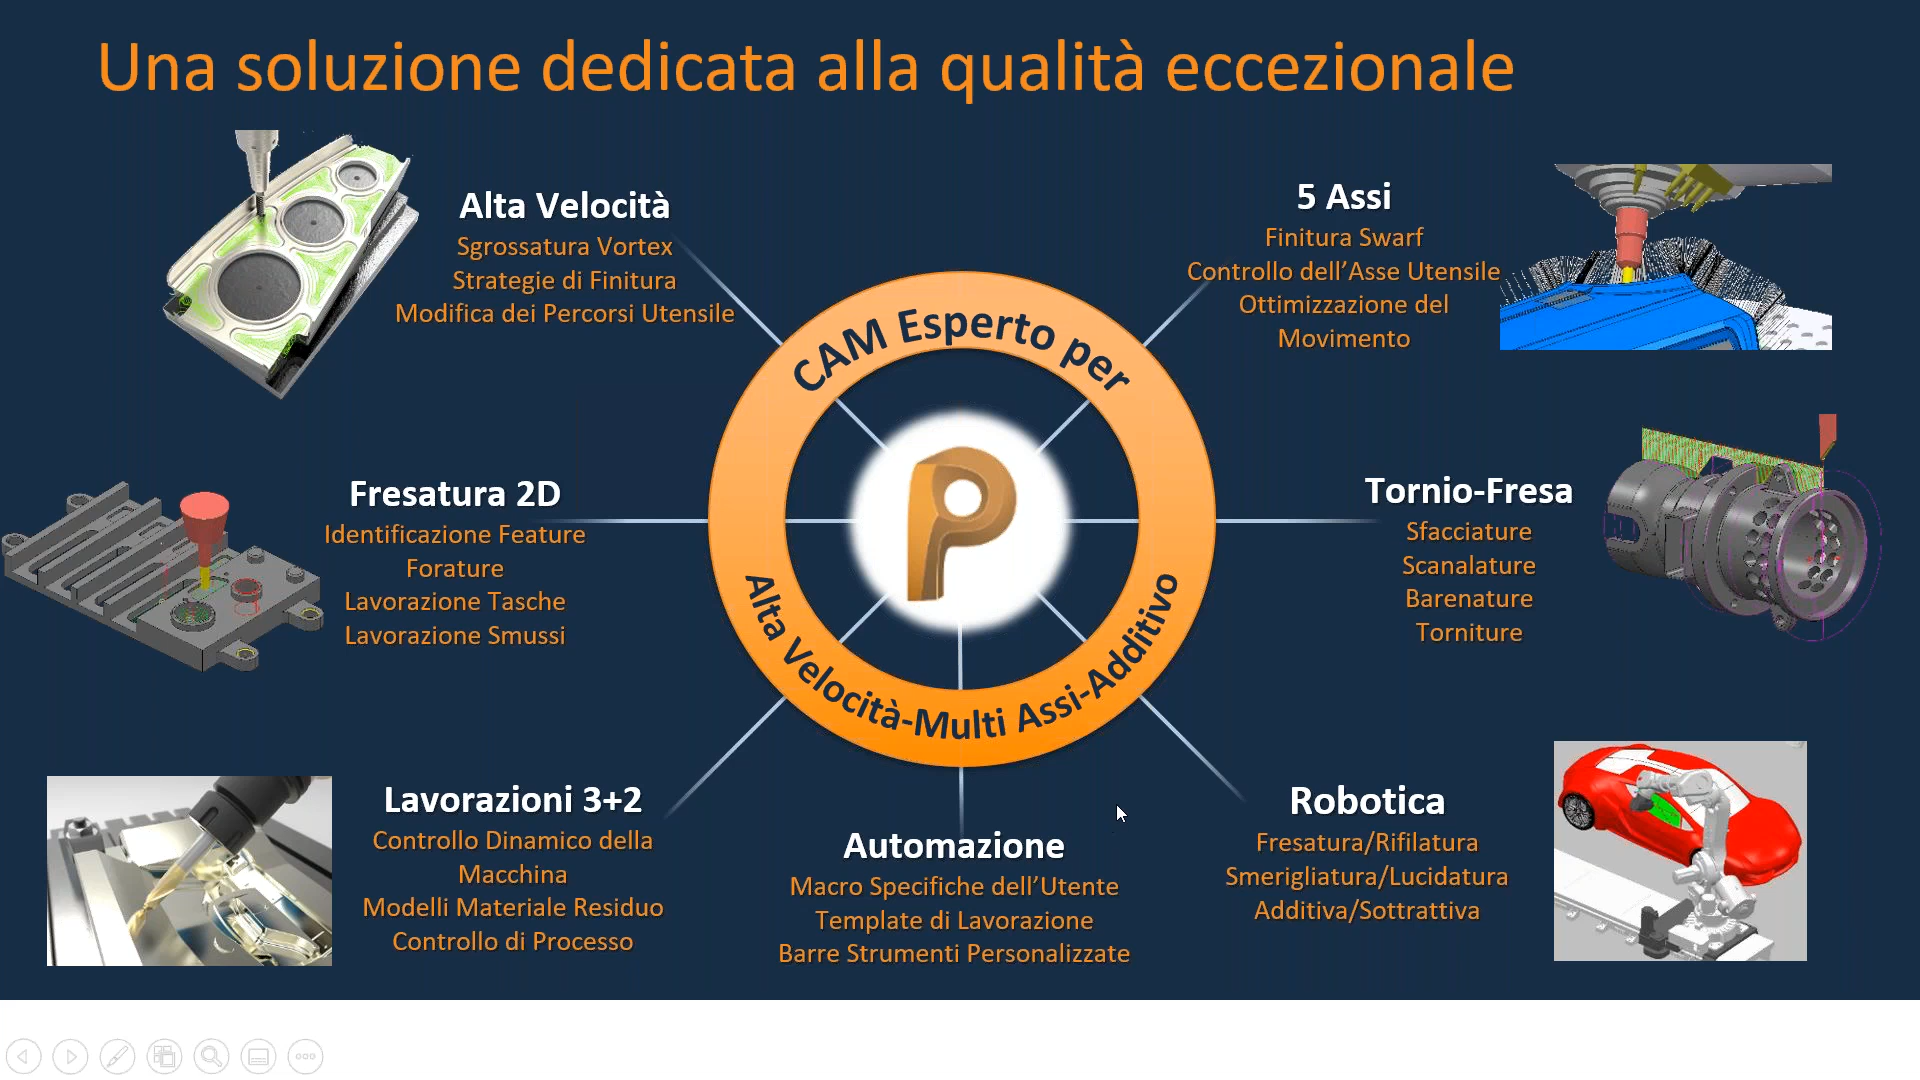 Una soluzione dedicata alla qualità eccezionale
Alta Velocità
Sgrossatura Vortex
Strategie di Finitura
Modifica dei Percorsi Utensile
5 Assi
Finitura Swarf
Controllo dell’Asse Utensile
Ottimizzazione del
Movimento
CAM Esperto per
Alta Velocità-Multi Assi-Additivo
Fresatura 2D
Identificazione Feature
Forature
Lavorazione Tasche
Lavorazione Smussi
Tornio-Fresa
Sfacciature
Scanalature
Barenature
Torniture
Lavorazioni 3+2
Controllo Dinamico della
Macchina
Modelli Materiale Residuo
Controllo di Processo
Automazione
Macro Specifiche dell’Utente
Template di Lavorazione
Barre Strumenti Personalizzate
Robotica
Fresatura/Rifilatura
Smerigliatura/Lucidatura
Additiva/Sottrattiva